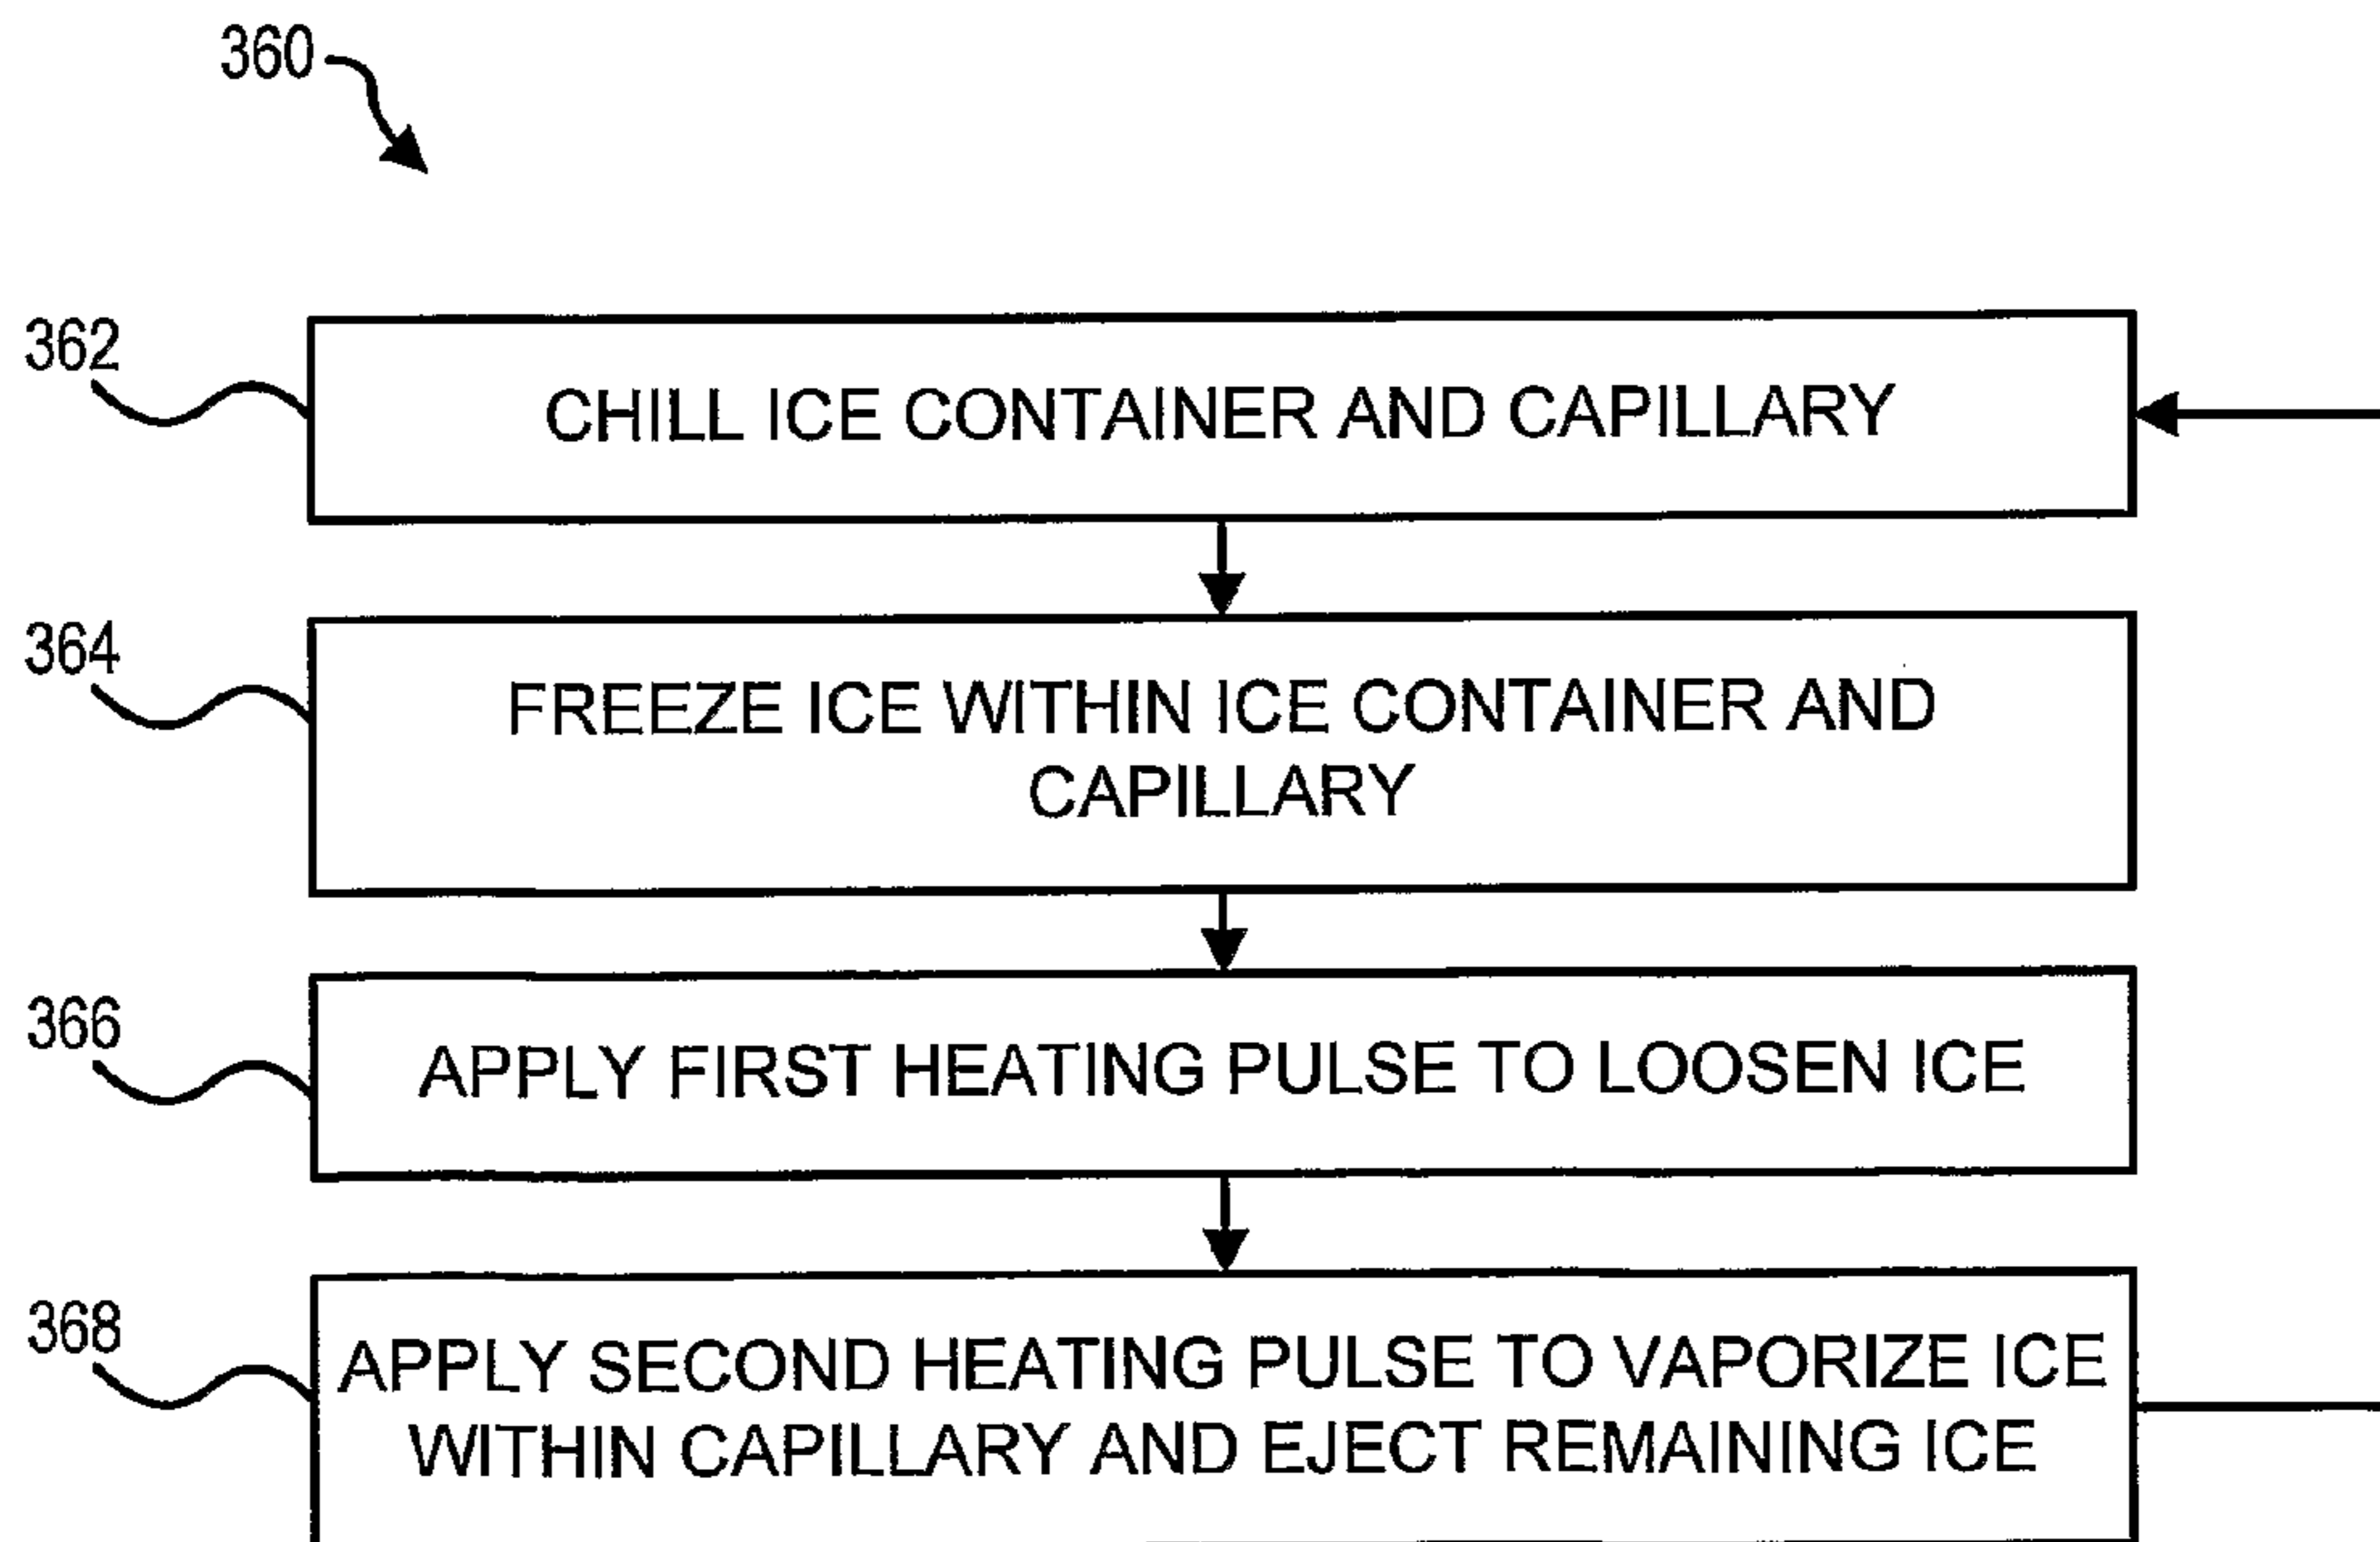 360
362
CHILL ICE CONTAINER AND CAPILLARY
364
FREEZE ICE WITHIN ICE CONTAINER AND
CAPILLARY
366
APPLY FIRST HEATING PULSE TO LOOSEN ICE
368
APPLY SECOND HEATING PULSE TO VAPORIZE ICE
WITHIN CAPILLARY AND EJECT REMAINING ICE